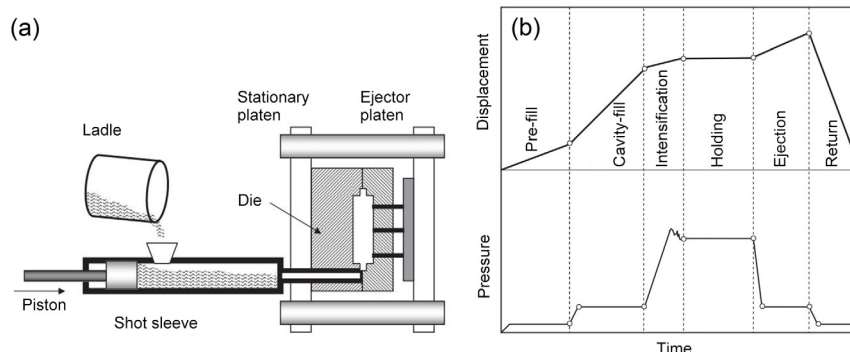 (a)
Stationary
platen
Ejector
platen
Ladle
Die
Piston
Shot sleeve
(b)
Displacement
Pre-fill
Cavity-fill
Intensification
Holding
Ejection
Return
Pressure
Time